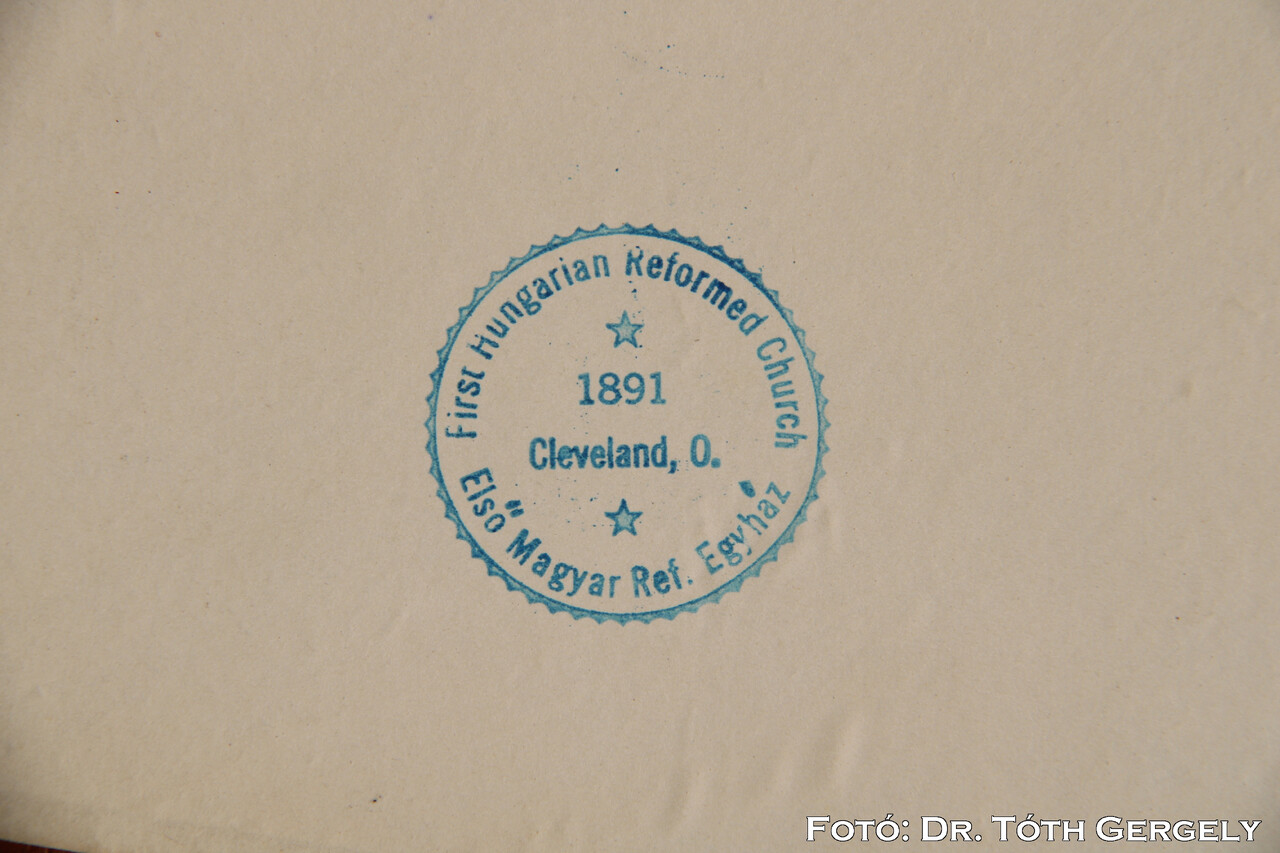 First Hungarian Reformed Church
1891
Cleveland, O.
Első Magyar Ref. Egyház
Fotó: Dr. Tóth Gergely